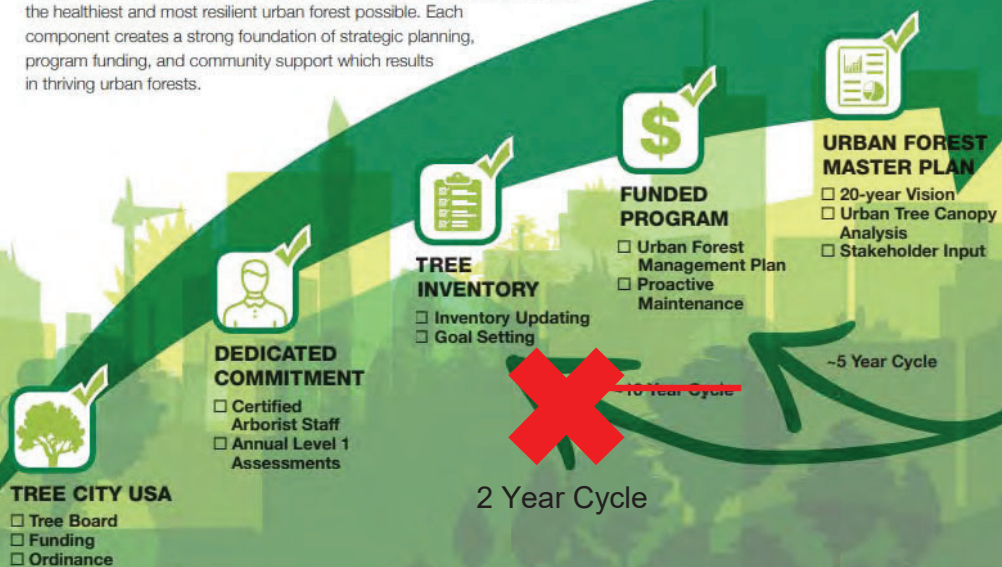 the healthiest and most resilient urban forest possible. Each
component creates a strong foundation of strategic planning,
program funding, and community support which results
in thriving urban forests.
$
URBAN FOREST
MASTER PLAN
☐ 20-year Vision
☐ Urban Tree Canopy
Analysis
☐ Stakeholder Input
FUNDED
PROGRAM
☐ Urban Forest
Management Plan
☐ Proactive
Maintenance
TREE
INVENTORY
☐ Inventory Updating
☐ Goal Setting
DEDICATED
COMMITMENT
☐ Certified
Arborist Staff
☐ Annual Level 1
Assessments
~5 Year Cycle
~10 Year Cycle
2 Year Cycle
TREE CITY USA
☐ Tree Board
☐ Funding
☐ Ordinance